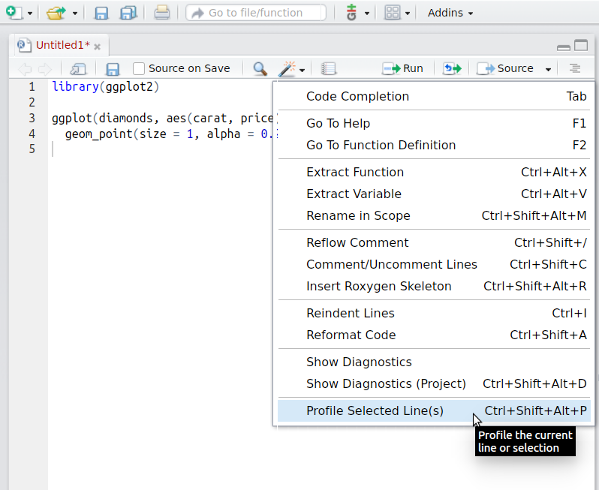 Go to file/function
Addins
Untitled1*
Source on Save
Run
Source
1 library(ggplot2)
2
3 ggplot(diamonds, aes(carat, price
4 geom_point(size = 1, alpha = 0.
5
Code Completion Tab
Go To Help F1
Go To Function Definition F2
Extract Function Ctrl+Alt+X
Extract Variable Ctrl+Alt+V
Rename in Scope Ctrl+Shift+Alt+M
Reflow Comment Ctrl+Shift+/
Comment/Uncomment Lines Ctrl+Shift+C
Insert Roxygen Skeleton Ctrl+Shift+Alt+R
Reindent Lines Ctrl+I
Reformat Code Ctrl+Shift+A
Show Diagnostics
Show Diagnostics (Project) Ctrl+Shift+Alt+D
Profile Selected Line(s) Ctrl+Shift+Alt+P
Profile the current
line or selection